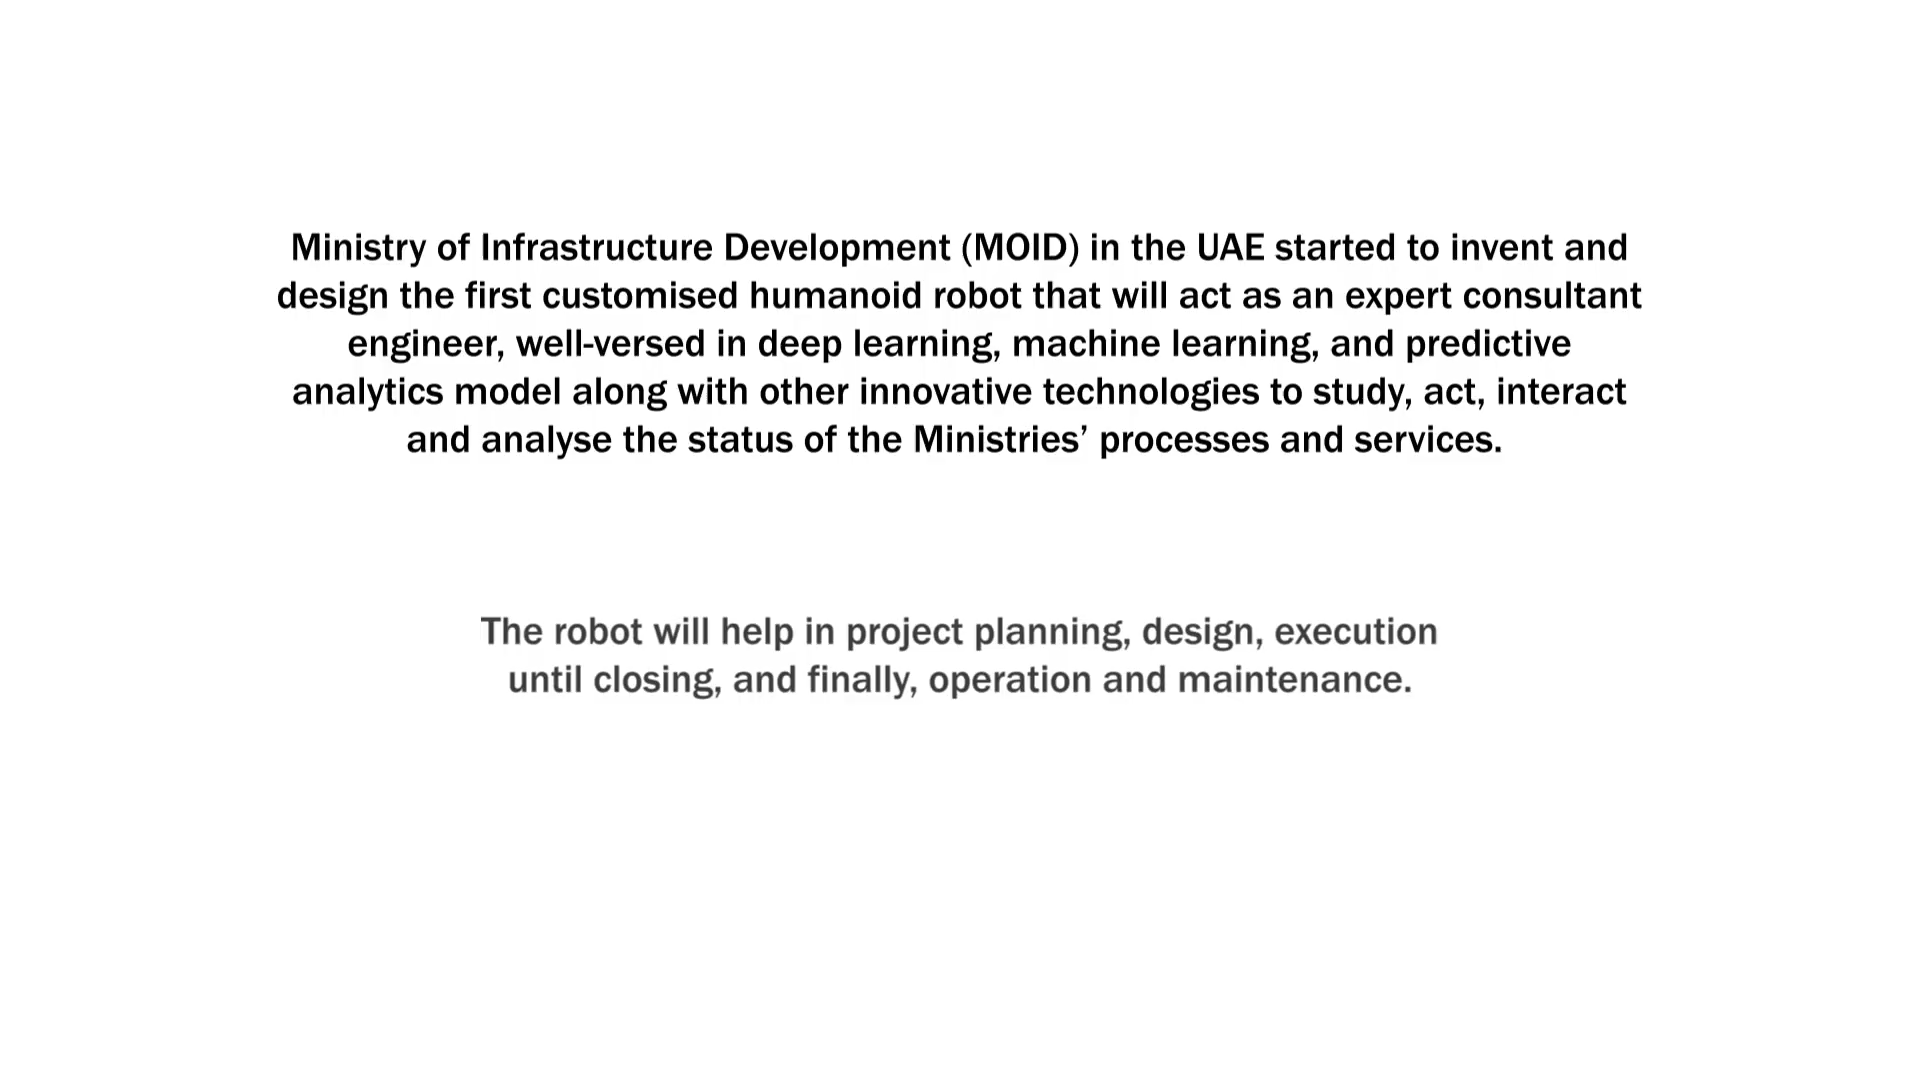 Ministry of Infrastructure Development (MOID) in the UAE started to invent and
design the first customised humanoid robot that will act as an expert consultant
engineer, well-versed in deep learning, machine learning, and predictive
analytics model along with other innovative technologies to study, act, interact
and analyse the status of the Ministries’ processes and services.
The robot will help in project planning, design, execution
until closing, and finally, operation and maintenance.